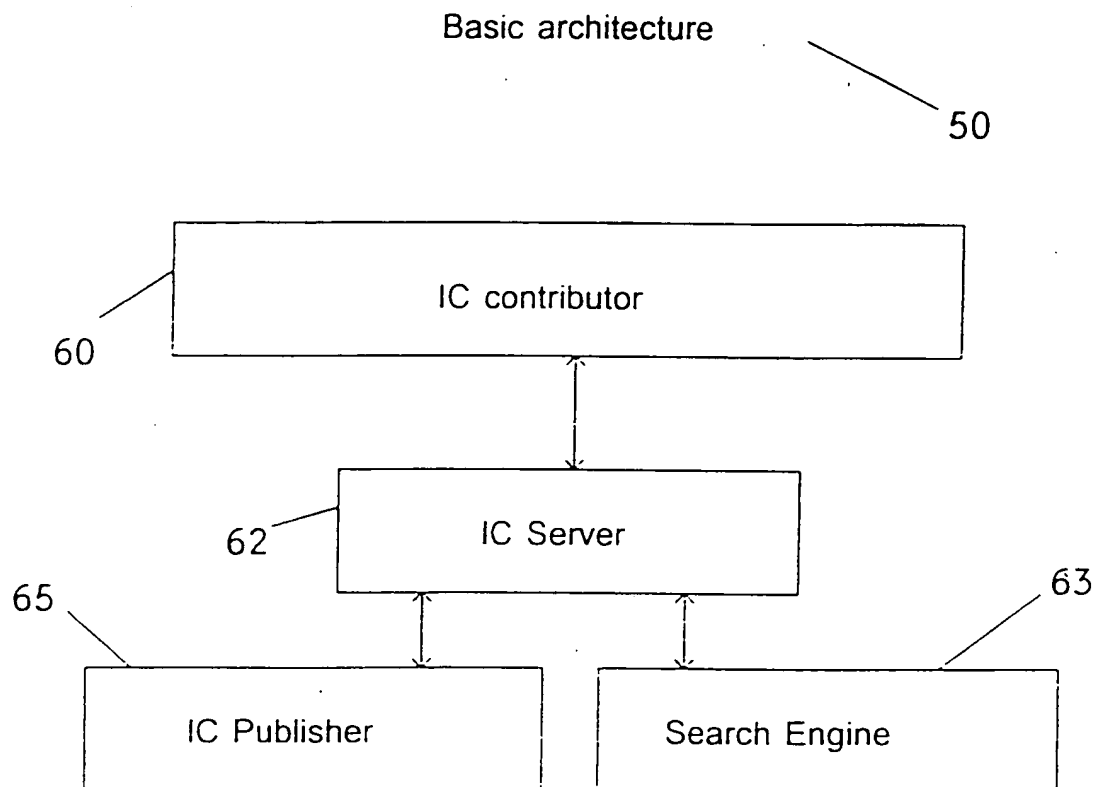 Basic architecture
50
IC contributor
60
IC Server
62
65
63
IC Publisher
Search Engine